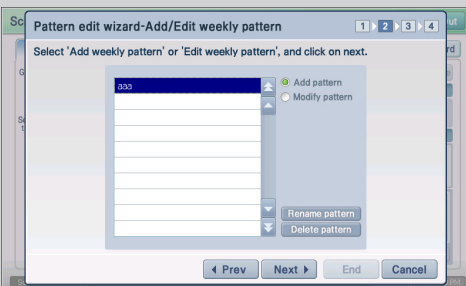 Pattern edit wizard-Add/Edit weekly pattern
1 2 3 4
Select 'Add weekly pattern' or 'Edit weekly pattern', and click on next.
aaa
Add pattern
Modify pattern
Rename pattern
Delete pattern
Prev Next End Cancel
PM